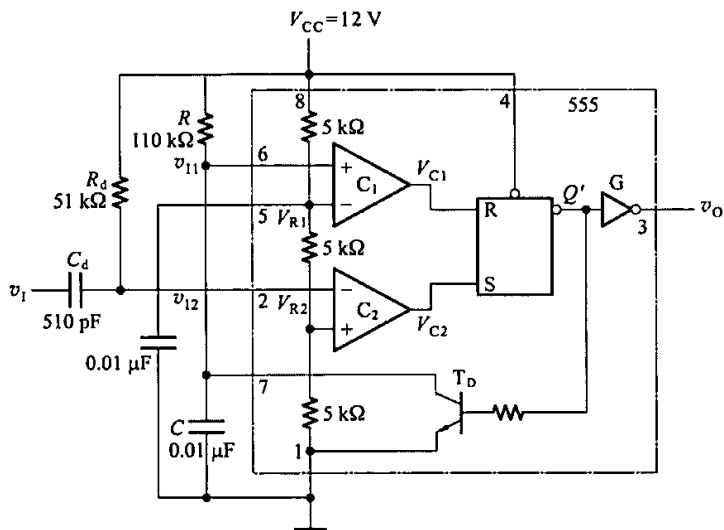 V_CC=12 V
8
4
555
R
110 kΩ
5 kΩ
v_I1
6
+
C_1
−
V_C1
R
Q′
G
3
v_O
R_d
51 kΩ
5
V_R1
5 kΩ
C_d
v_I
510 pF
v_I2
2
V_R2
−
C_2
+
V_C2
S
0.01 μF
7
T_D
5 kΩ
C
0.01 μF
1